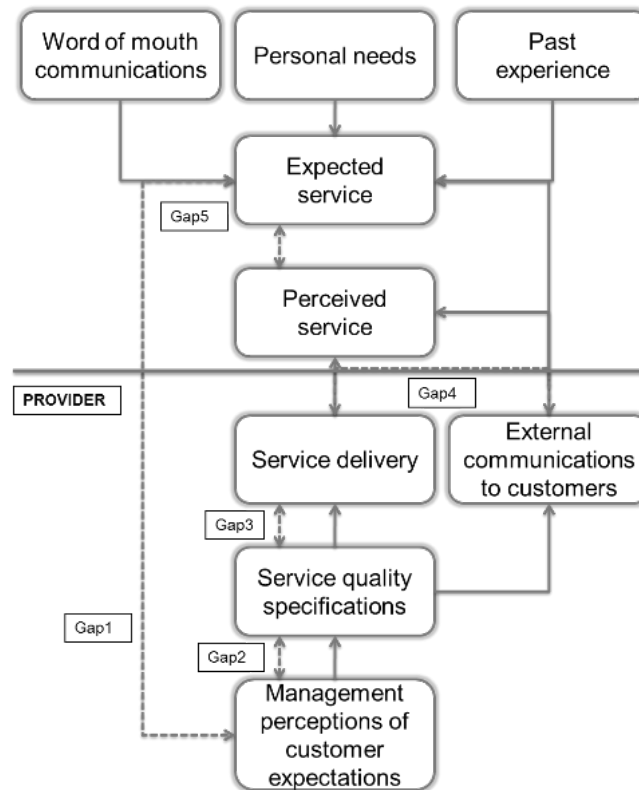 Word of mouth
communications
Personal needs
Past
experience
Expected
service
Gap5
Perceived
service
PROVIDER
Gap4
Service delivery
External
communications
to customers
Gap3
Service quality
specifications
Gap1
Gap2
Management
perceptions of
customer
expectations